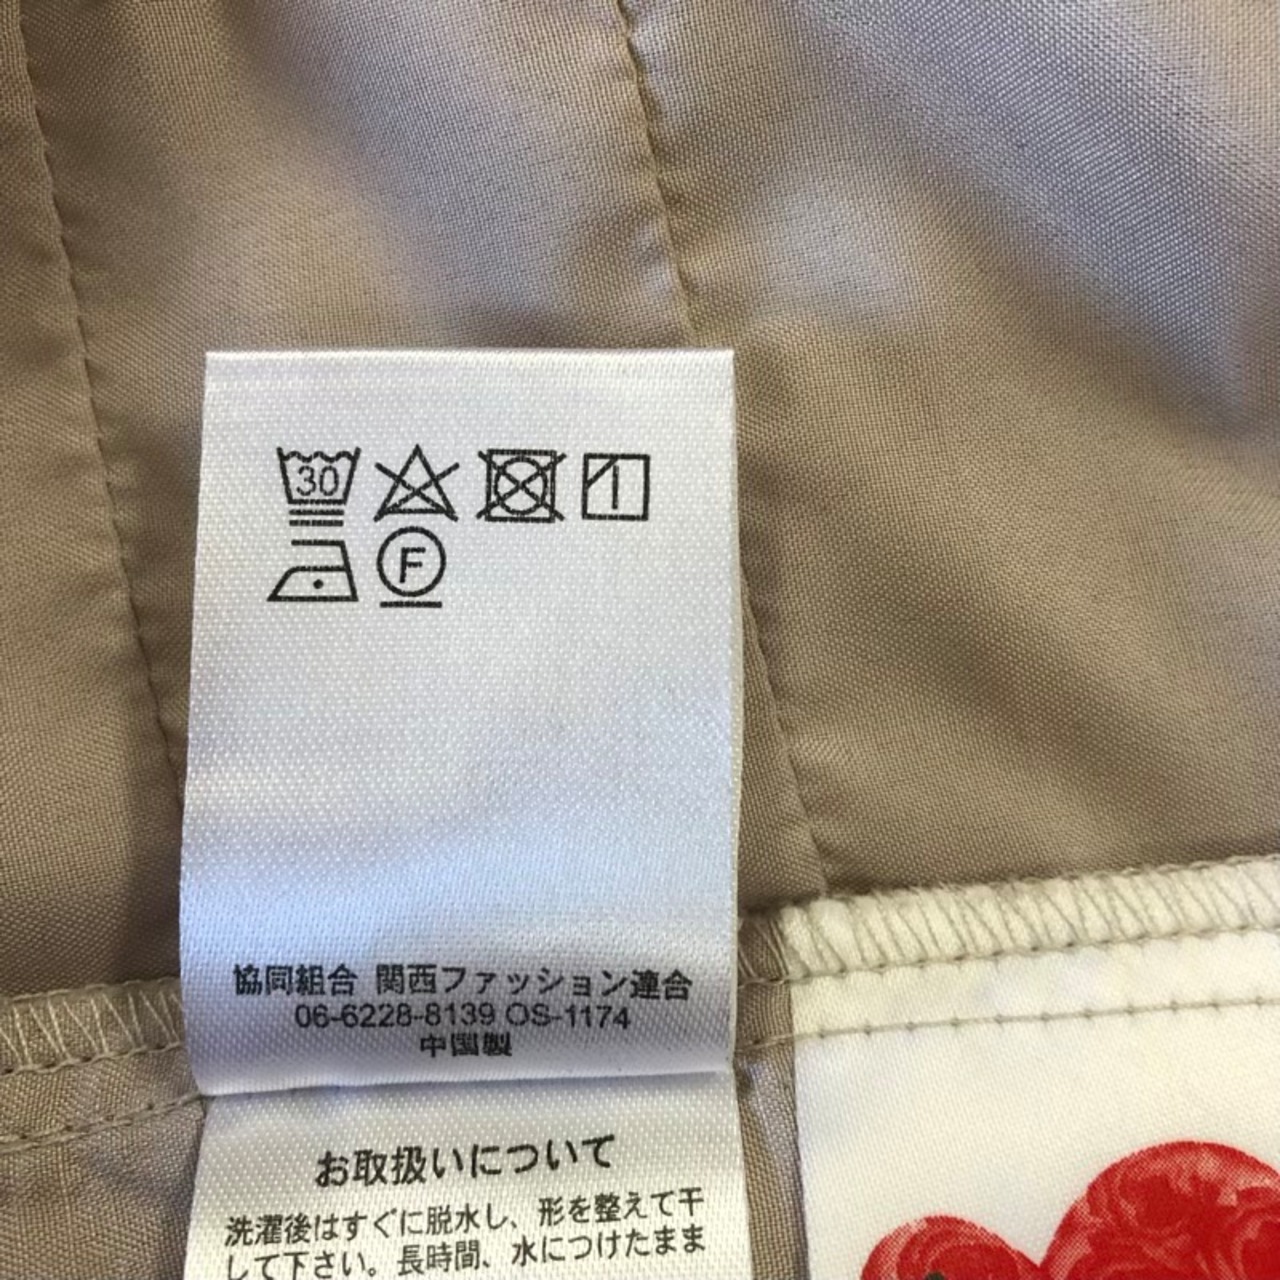 30
F
協同組合 関西ファッション連合
06-6228-8139 OS-1174
中国製
お取扱いについて
洗濯後はすぐに脱水し、形を整えて干
して下さい。長時間、水につけたまま